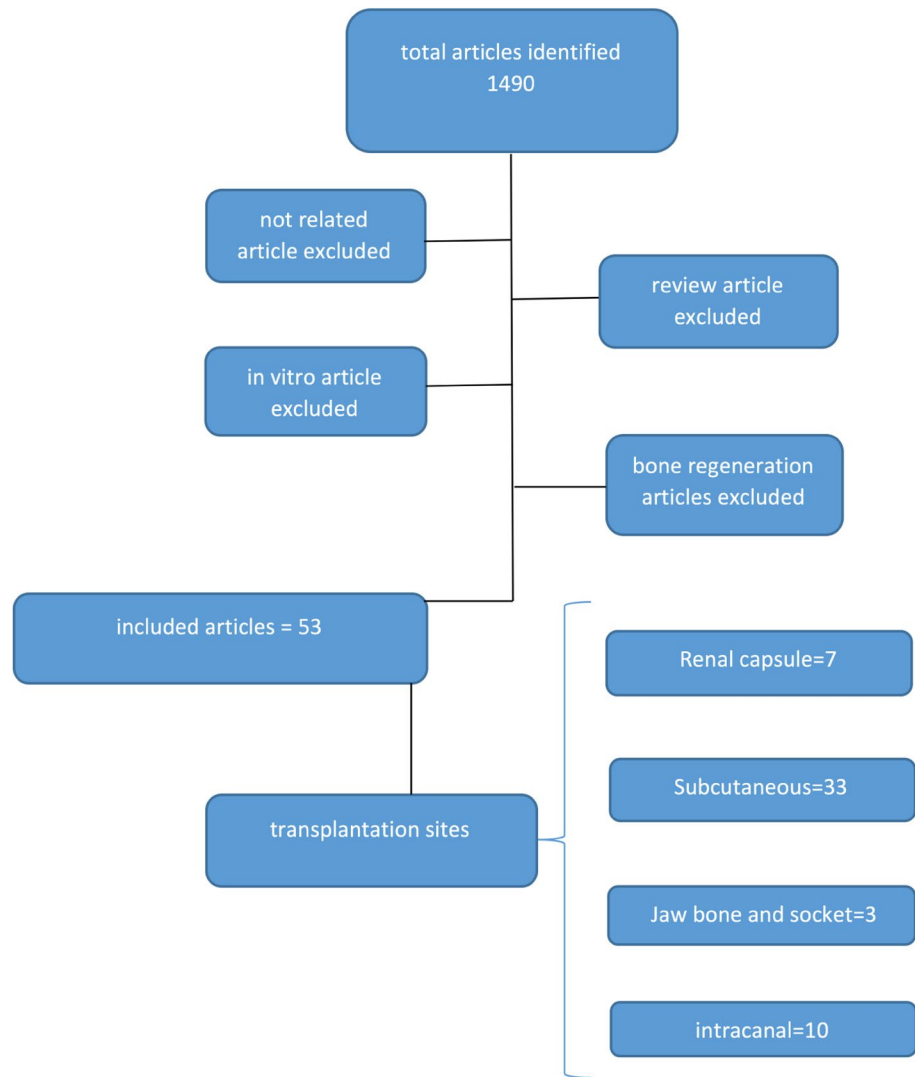 total articles identified
1490
not related
article excluded
review article
excluded
in vitro article
excluded
bone regeneration
articles excluded
included articles = 53
Renal capsule=7
Subcutaneous=33
transplantation sites
Jaw bone and socket=3
intracanal=10